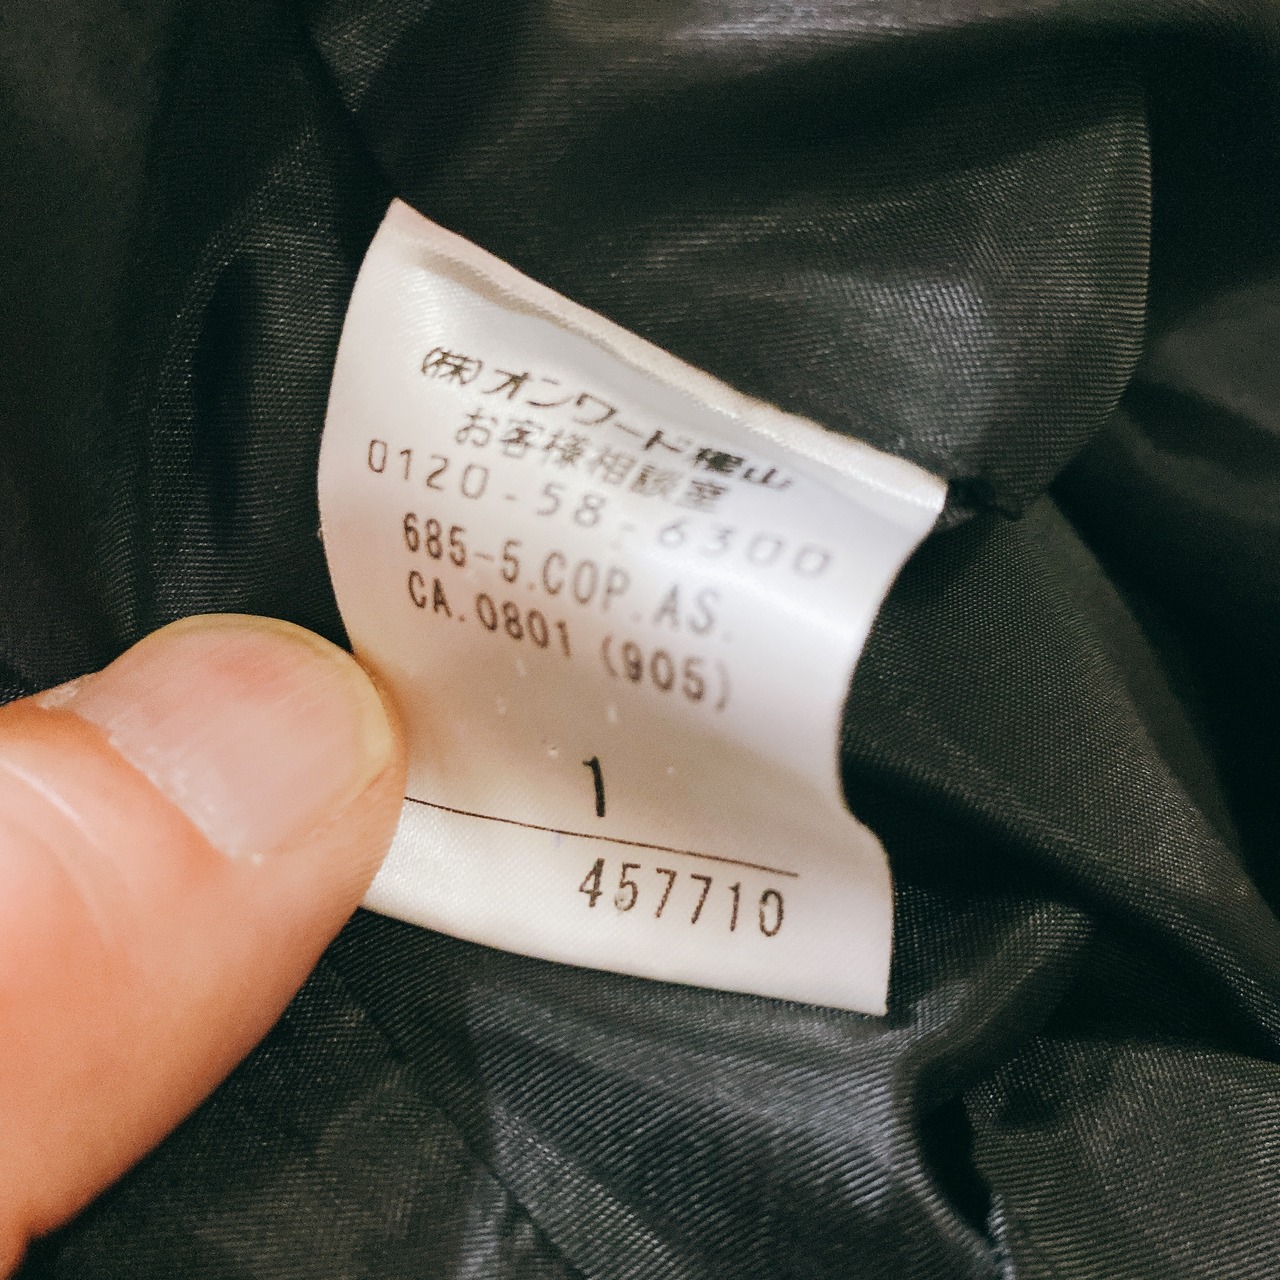 (株)オンワード樫山
お客様相談室
0120-58-6300
685-5.COP.AS.
CA.0801 (905)
1
457710